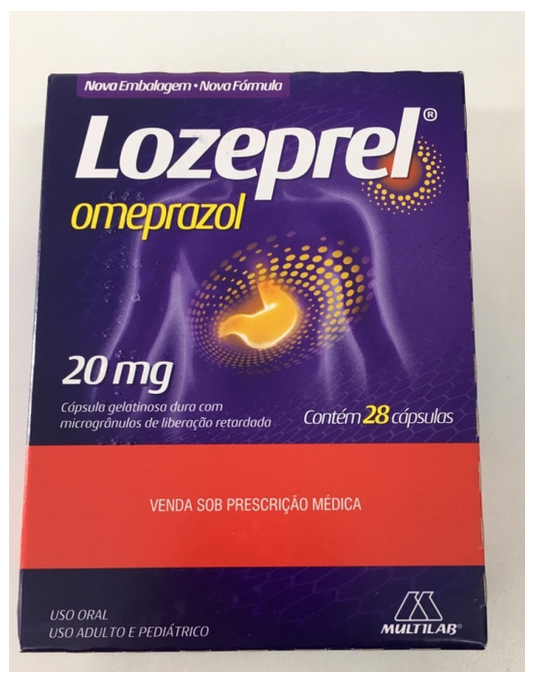 Nova Embalagem • Nova Fórmula
Lozeprel®
omeprazol
20 mg
Cápsula gelatinosa dura com
microgrânulos de liberação retardada
Contém 28 cápsulas
VENDA SOB PRESCRIÇÃO MÉDICA
USO ORAL
USO ADULTO E PEDIÁTRICO
MULTILAB®